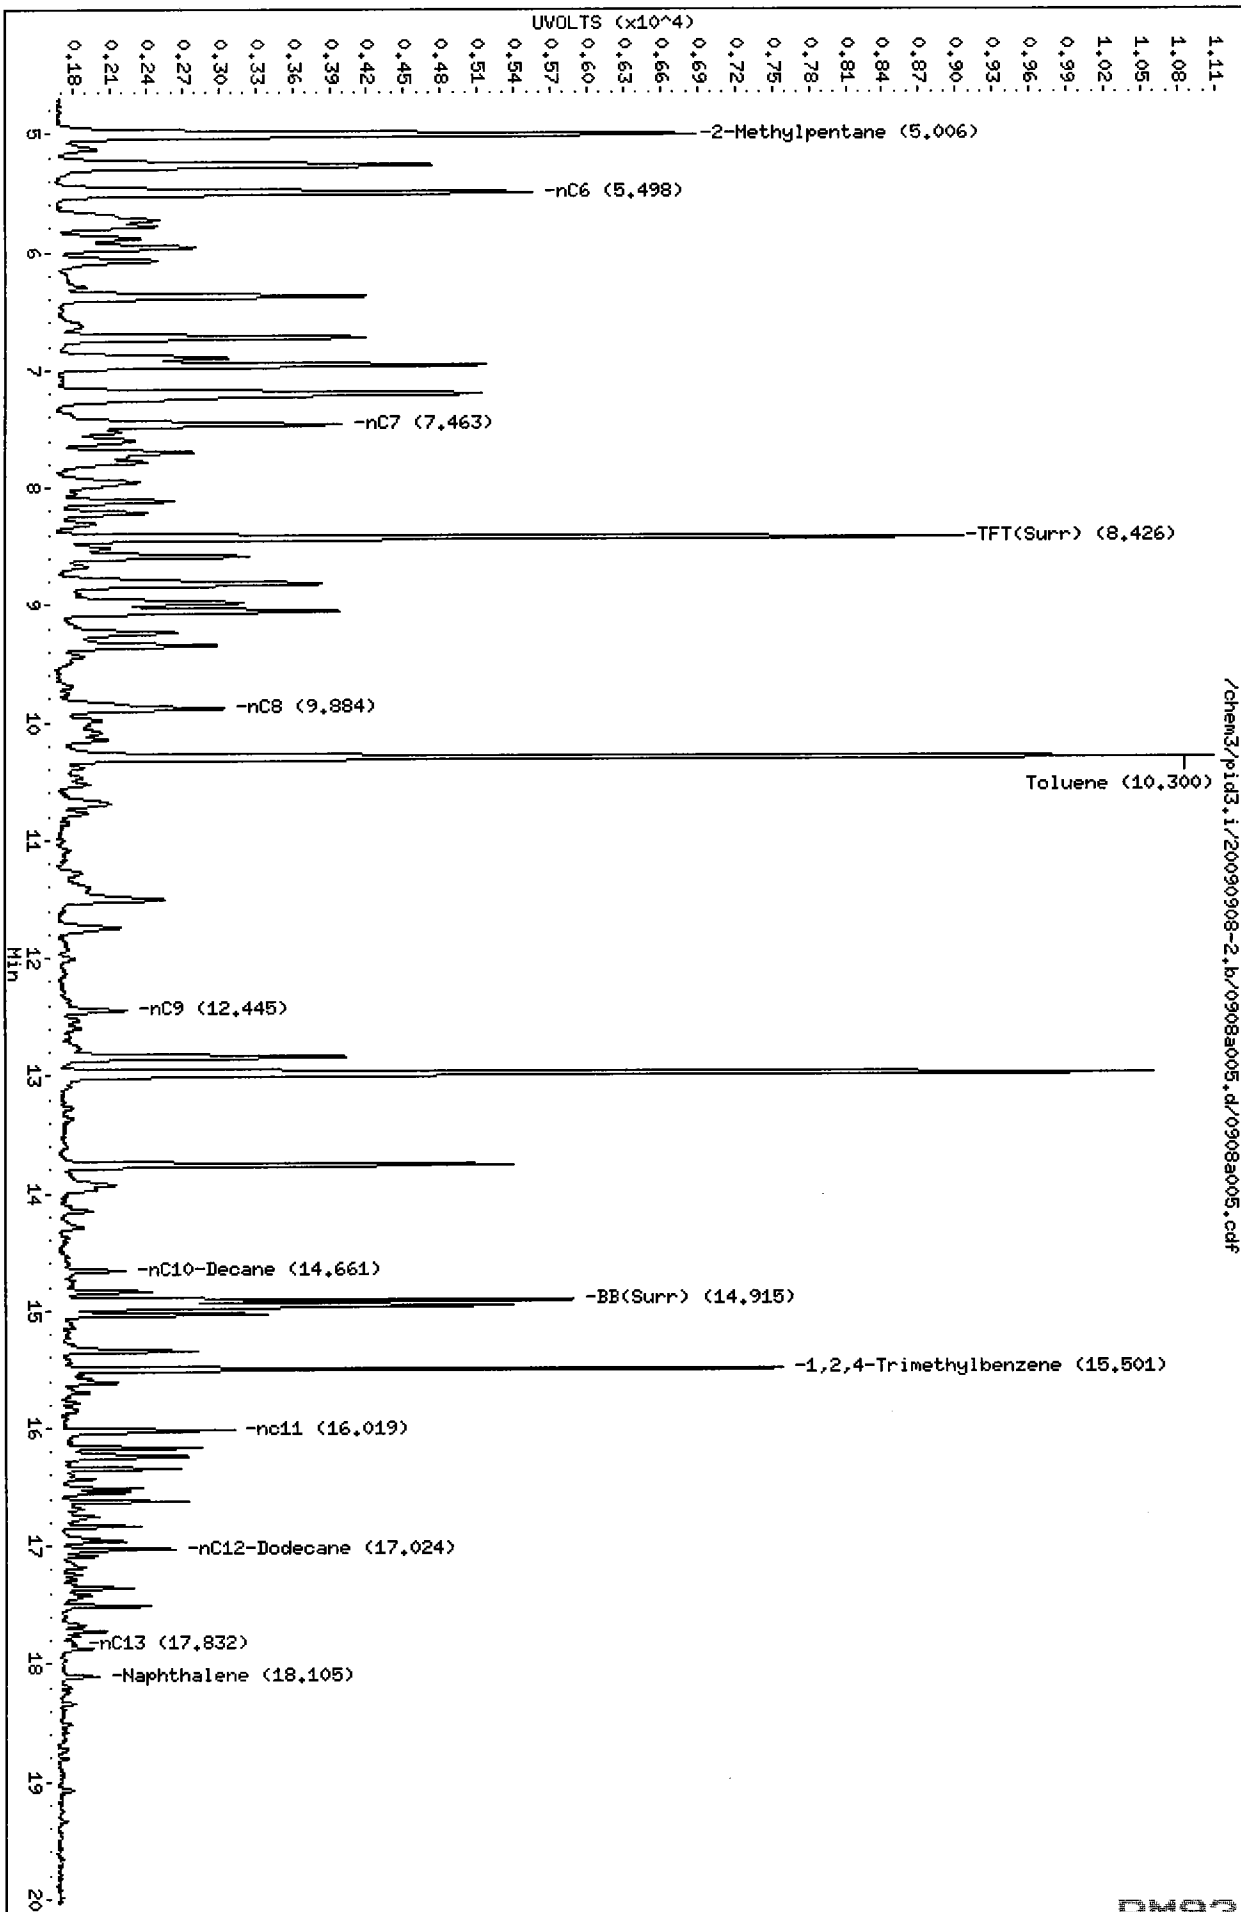 UVOLTS (x10^4)
0.18
0.21
0.24
0.27
0.30
0.33
0.36
0.39
0.42
0.45
0.48
0.51
0.54
0.57
0.60
0.63
0.66
0.69
0.72
0.75
0.78
0.81
0.84
0.87
0.90
0.93
0.96
0.99
1.02
1.05
1.08
1.11
/chem3/pid3.i/20090908-2.b/0908a005.d/0908a005.cdf
5
-2-Methylpentane (5.006)
-nC6 (5.498)
6
7
-nC7 (7.463)
8
-TFT(Surr) (8.426)
9
-nC8 (9.884)
10
Toluene (10.300)
11
12
Min
-nC9 (12.445)
13
14
-nC10-Decane (14.661)
-BB(Surr) (14.915)
15
-1,2,4-Trimethylbenzene (15.501)
16
-nc11 (16.019)
17
-nC12-Dodecane (17.024)
-nC13 (17.832)
18
-Naphthalene (18.105)
19
20